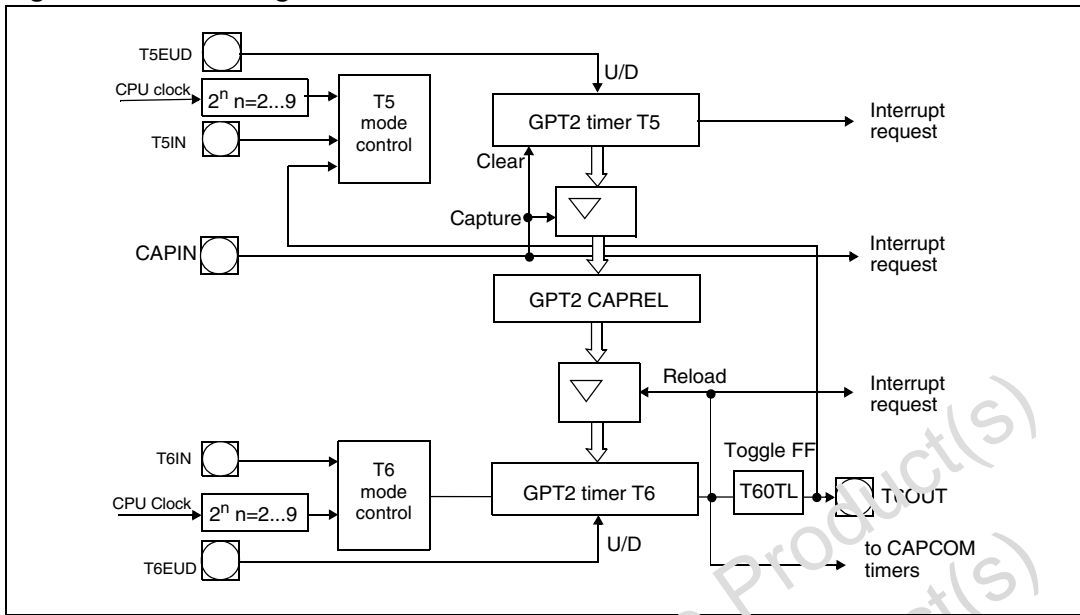 T5EUD
U/D
CPU clock
2ⁿ n=2...9
T5
mode
control
GPT2 timer T5
Interrupt
request
T5IN
Clear
Capture
CAPIN
Interrupt
request
GPT2 CAPREL
Reload
Interrupt
request
Toggle FF
T6IN
T6
mode
control
GPT2 timer T6
T60TL
CPU Clock
2ⁿ n=2...9
U/D
T6EUD
to CAPCOM
timers
Product(s)